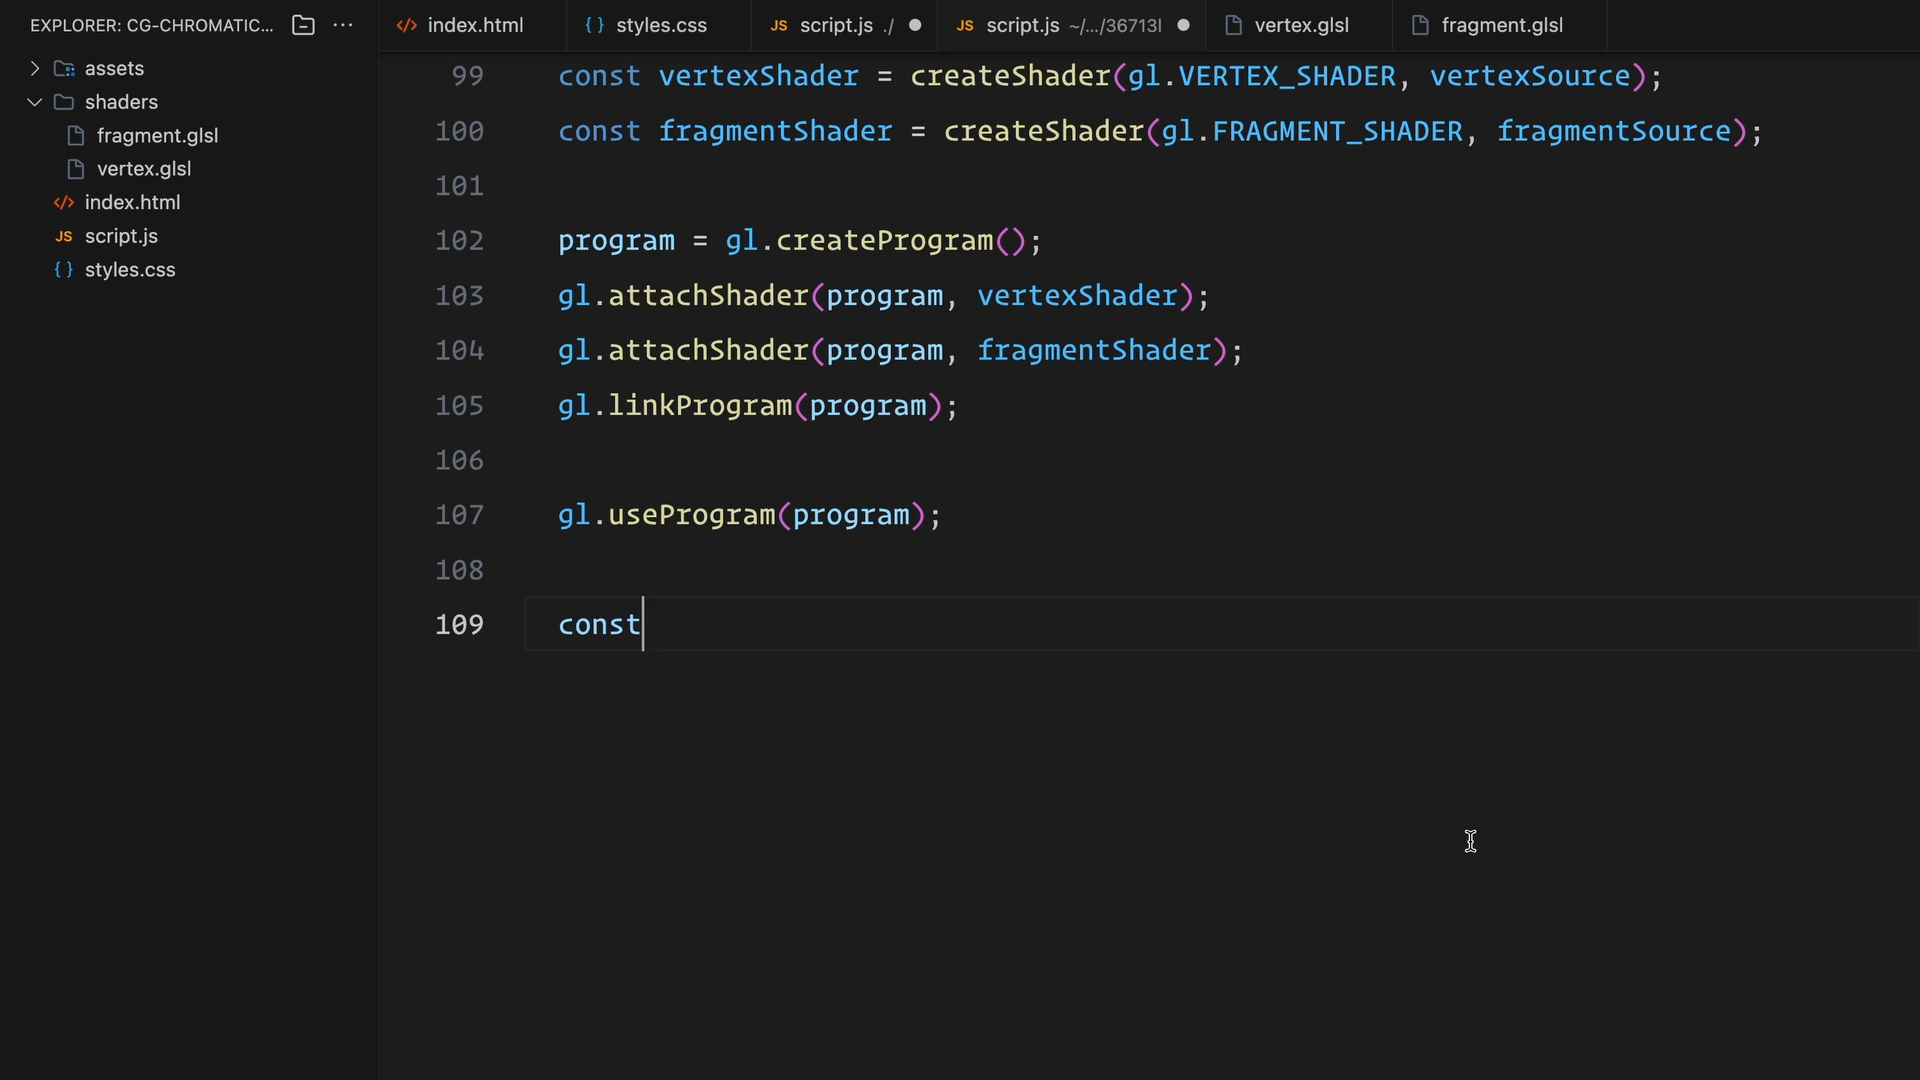 EXPLORER: CG-CHROMATIC... ...
assets
shaders
fragment.glsl
vertex.glsl
</> index.html
JS script.js
{ } styles.css
</> index.html
{ } styles.css
JS script.js ./
JS script.js ~/.../36713l
vertex.glsl
fragment.glsl
99 const vertexShader = createShader(gl.VERTEX_SHADER, vertexSource);
100 const fragmentShader = createShader(gl.FRAGMENT_SHADER, fragmentSource);
101
102 program = gl.createProgram();
103 gl.attachShader(program, vertexShader);
104 gl.attachShader(program, fragmentShader);
105 gl.linkProgram(program);
106
107 gl.useProgram(program);
108
109 const